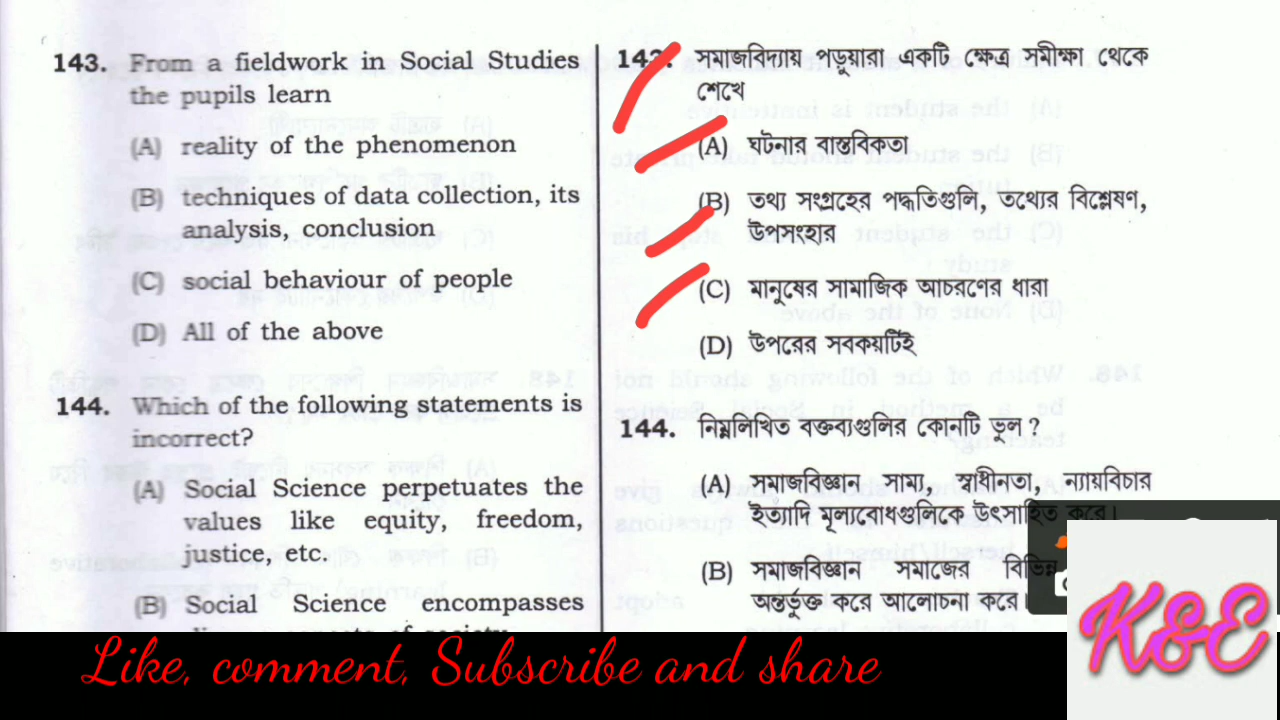 143. From a fieldwork in Social Studies
the pupils learn
(A) reality of the phenomenon
(B) techniques of data collection, its
analysis, conclusion
(C) social behaviour of people
(D) All of the above
144. Which of the following statements is
incorrect?
(A) Social Science perpetuates the
values like equity, freedom,
justice, etc.
(B) Social Science encompasses
সমাজবিদ্যায় পড়ুয়ারা একটি ক্ষেত্র সমীক্ষা থেকে
শেখে
(A) ঘটনার বাস্তবিকতা
(B) তথ্য সংগ্রহের পদ্ধতিগুলি, তথ্যের বিশ্লেষণ,
উপসংহার
(C) মানুষের সামাজিক আচরণের ধারা
(D) উপরের সবকয়টিই
144. নিম্নলিখিত বক্তব্যগুলির কোনটি ভুল ?
(A) সমাজবিজ্ঞান সাম্য, স্বাধীনতা, ন্যায়বিচার
ইত্যাদি মূল্যবোধগুলিকে উৎসাহিত করে।
(B) সমাজবিজ্ঞান সমাজের বিভিন্ন
অন্তর্ভুক্ত করে আলোচনা করে।
K&E
Like, comment, Subscribe and share